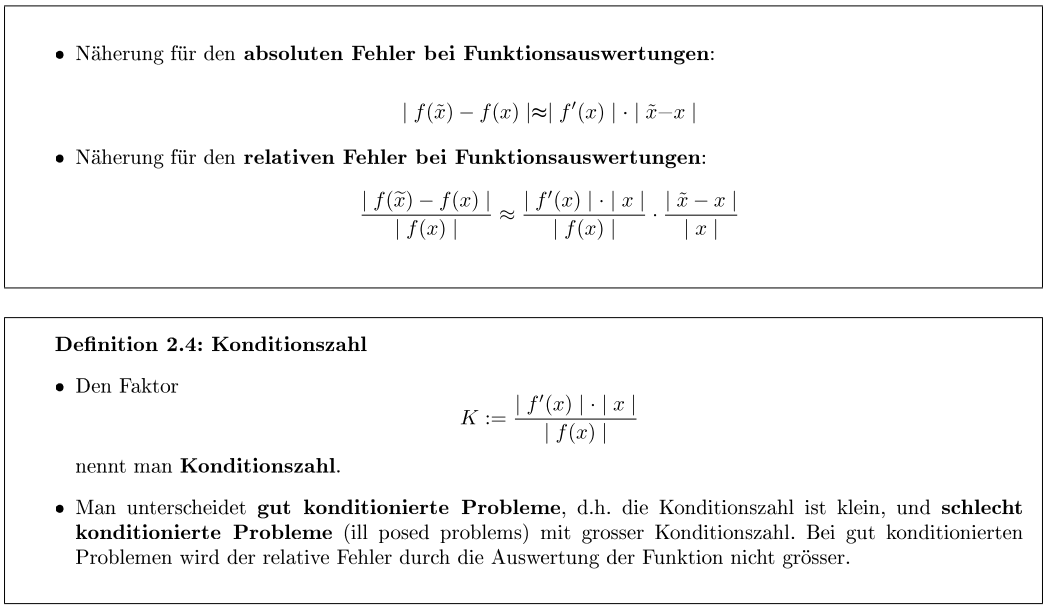 • Näherung für den absoluten Fehler bei Funktionsauswertungen:
| f(x̃) − f(x) |≈| f′(x) | · | x̃−x |
• Näherung für den relativen Fehler bei Funktionsauswertungen:
| f(x̃) − f(x) | / | f(x) | ≈ | f′(x) | · | x | / | f(x) | · | x̃ − x | / | x |
Definition 2.4: Konditionszahl
• Den Faktor
K := | f′(x) | · | x | / | f(x) |
nennt man Konditionszahl.
• Man unterscheidet gut konditionierte Probleme, d.h. die Konditionszahl ist klein, und schlecht
konditionierte Probleme (ill posed problems) mit grosser Konditionszahl. Bei gut konditionierten
Problemen wird der relative Fehler durch die Auswertung der Funktion nicht grösser.